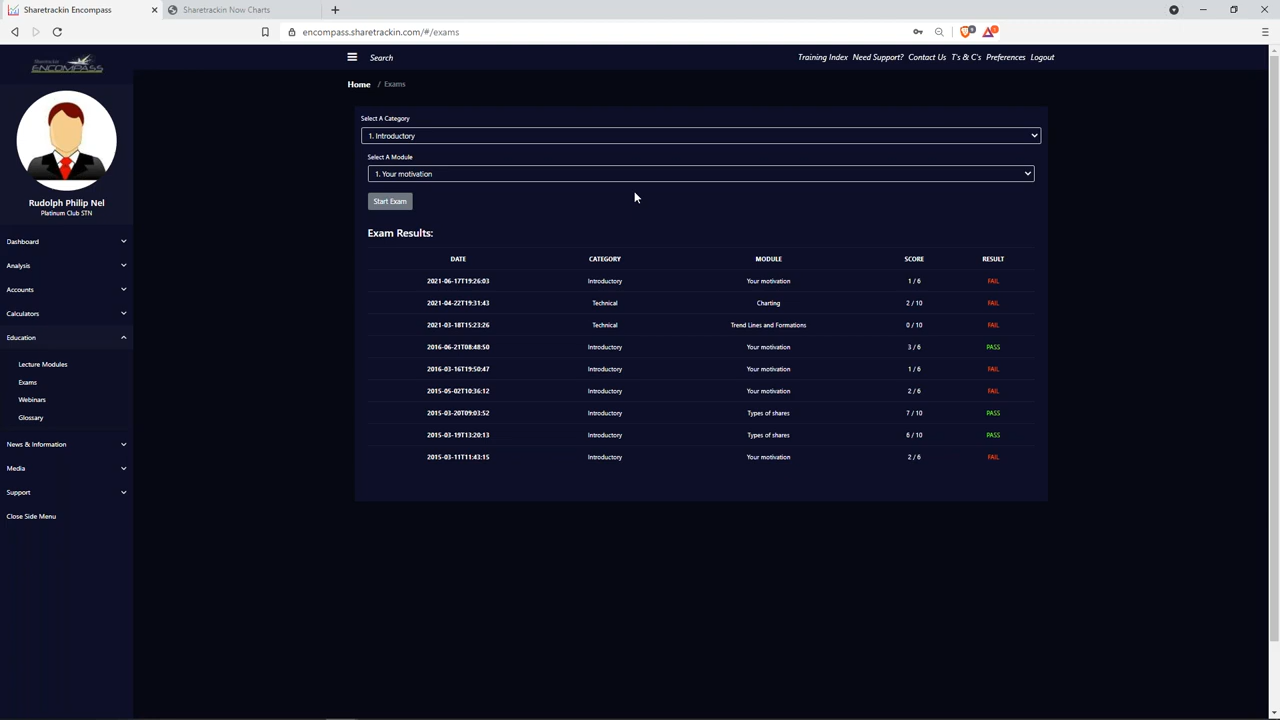 Sharetrackin Encompass
Sharetrackin Now Charts
encompass.sharetrackin.com/#/exams
ENCOMPASS
Search
Training Index Need Support? Contact Us T's & C's Preferences Logout
Home / Exams
Select A Category
1. Introductory
Select A Module
1. Your motivation
Start Exam
Rudolph Philip Nel
Platinum Club STN
Dashboard
Analysis
Accounts
Calculators
Education
Lecture Modules
Exams
Webinars
Glossary
News & Information
Media
Support
Close Side Menu
Exam Results:
DATE CATEGORY MODULE SCORE RESULT
2021-06-17T19:26:03 Introductory Your motivation 1 / 6 FAIL
2021-04-22T19:31:43 Technical Charting 2 / 10 FAIL
2021-03-18T15:23:26 Technical Trend Lines and Formations 0 / 10 FAIL
2016-06-21T08:48:50 Introductory Your motivation 3 / 6 PASS
2016-03-16T19:50:47 Introductory Your motivation 1 / 6 FAIL
2015-05-02T10:36:12 Introductory Your motivation 2 / 6 FAIL
2015-03-20T09:03:52 Introductory Types of shares 7 / 10 PASS
2015-03-19T13:20:13 Introductory Types of shares 6 / 10 PASS
2015-03-11T11:43:15 Introductory Your motivation 2 / 6 FAIL